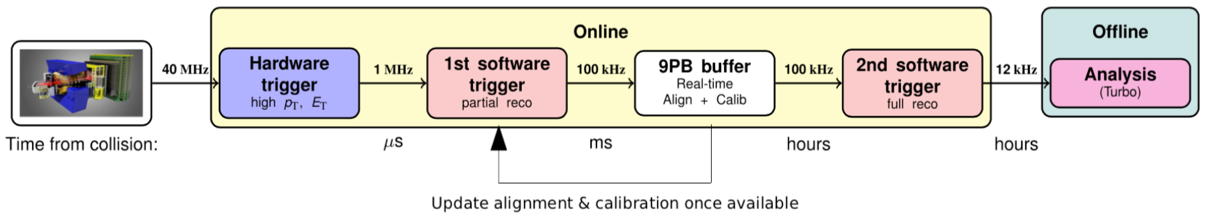 Online
Offline
40 MHz
Hardware
trigger
high pT, ET
1 MHz
1st software
trigger
partial reco
100 kHz
9PB buffer
Real-time
Align + Calib
100 kHz
2nd software
trigger
full reco
12 kHz
Analysis
(Turbo)
Time from collision:
μs
ms
hours
hours
Update alignment & calibration once available